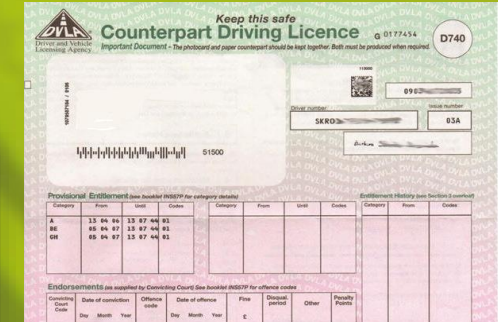 Keep this safe
Counterpart Driving Licence
G 0177454
D740
DVLA
Driver and Vehicle
Licensing Agency
Important Document - The photocard and paper counterpart should be kept together. Both must be produced when required.
090
Driver number
Issue number
SKRO
03A
51500
Provisional Entitlement (see booklet INS57P for category details)
Entitlement History (see Section 3 overleaf)
Category From Until Codes Category From Until Codes Category From Codes
A 13 04 06 13 07 44 01
BE 05 04 07 13 07 44 01
GH 05 04 07 13 07 44 01
Endorsements (as supplied by Convicting Court) See booklet INS57P for offence codes
Convicting Court Code Date of conviction Offence code Date of offence Fine Disqual. period Other Penalty Points
Day Month Year Day Month Year £